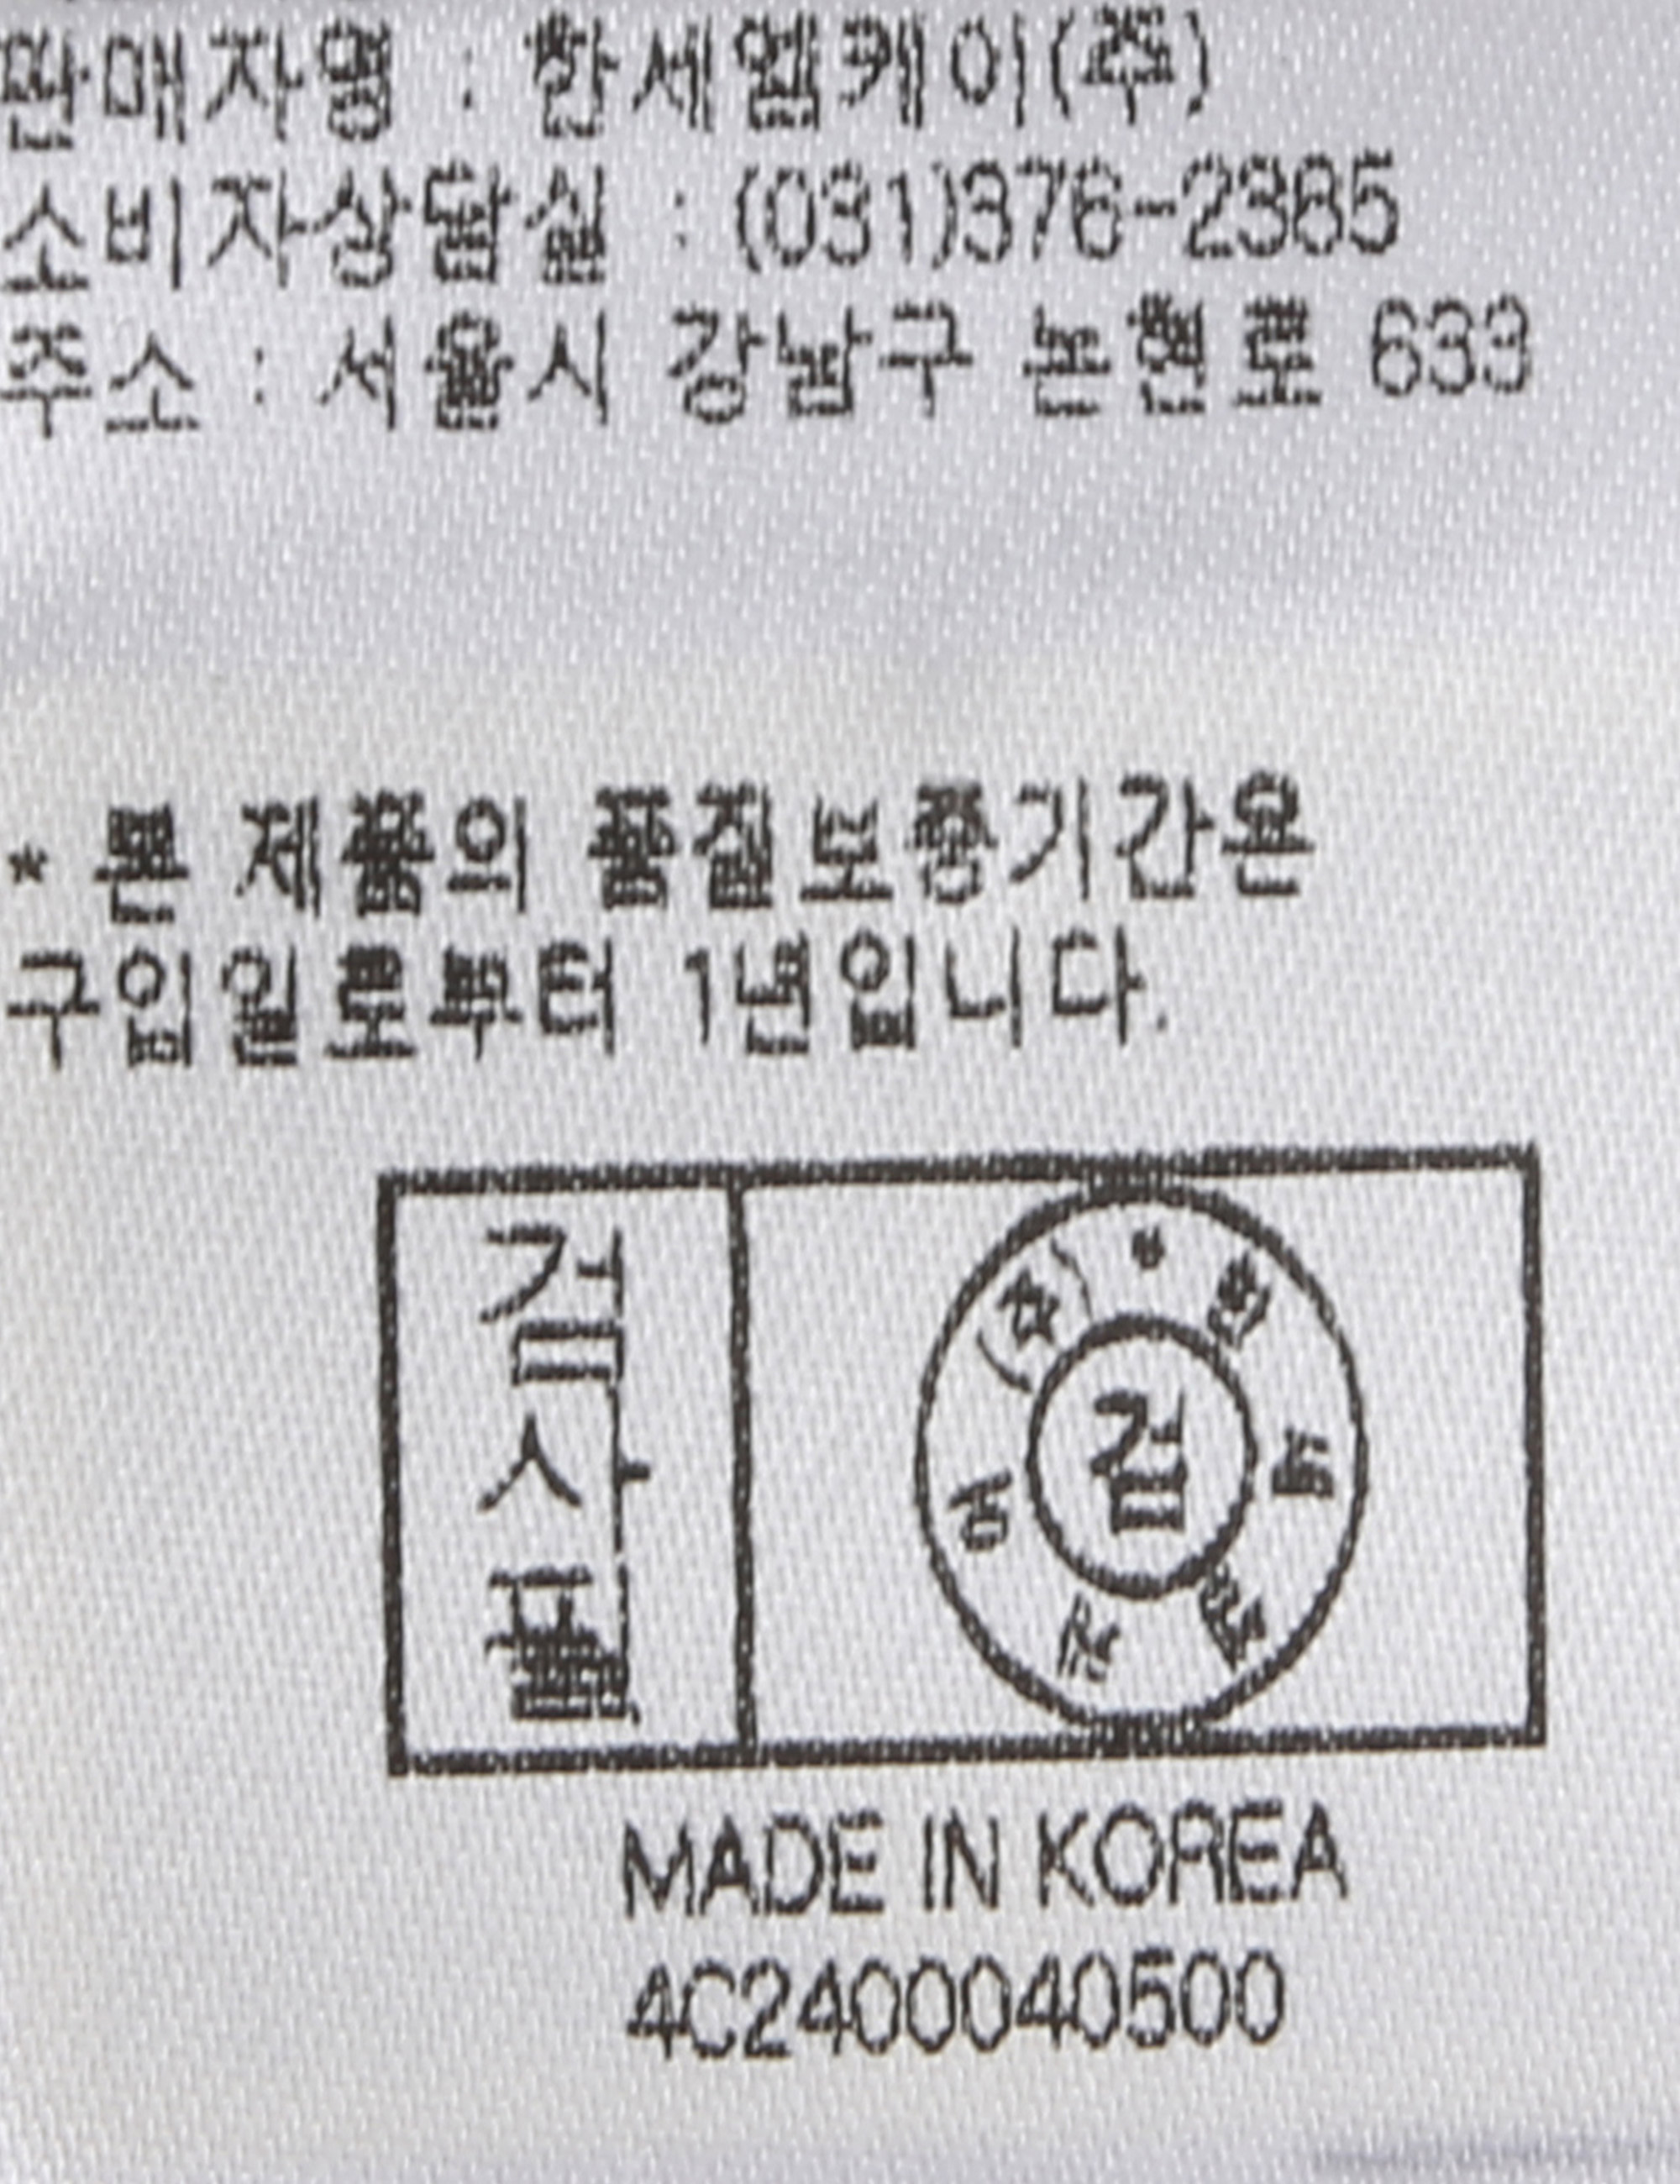 판매자명 : 한세엠케이(주)
소비자상담실 : (031)376-2385
주소 : 서울시 강남구 논현로 633
* 본 제품의 품질보증기간은
구입일로부터 1년입니다.
검사필
한세엠케이(주)
검
MADE IN KOREA
4C2400040500